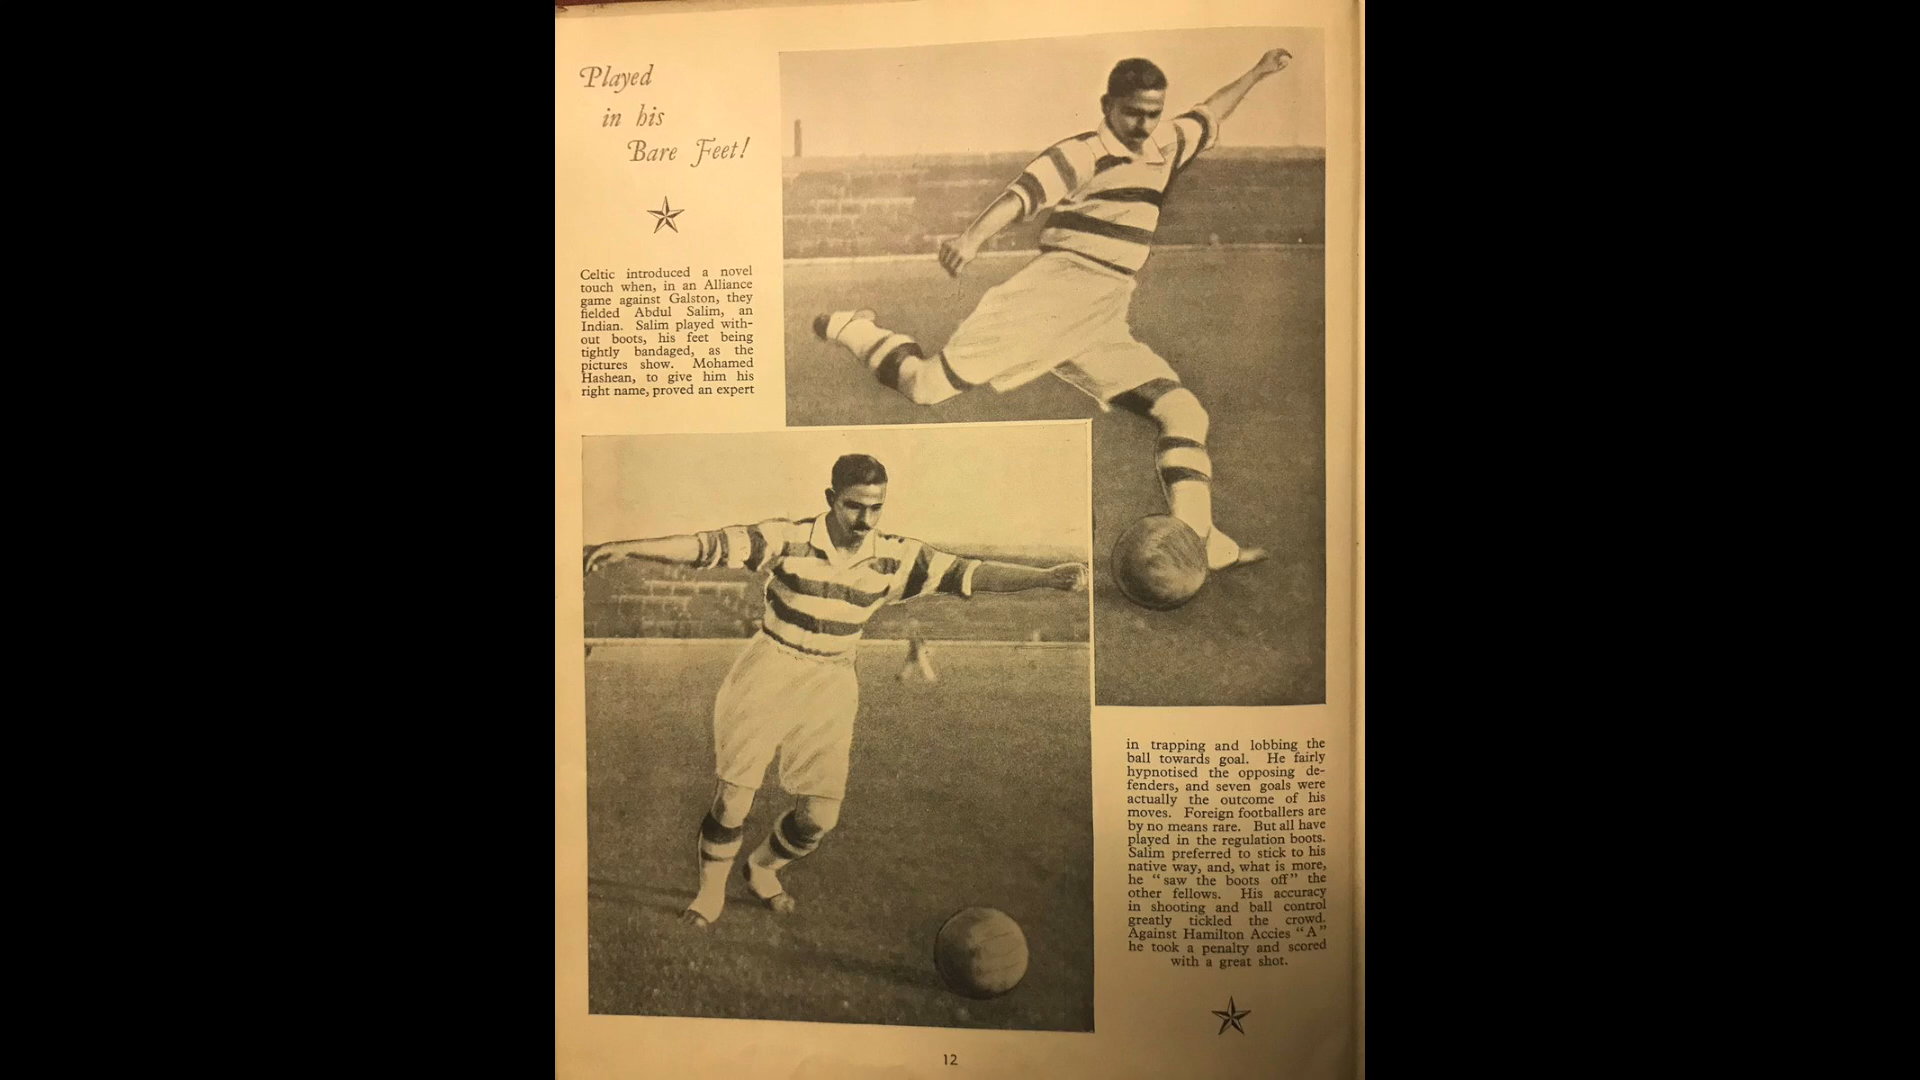 Played
in his
Bare Feet!
Celtic introduced a novel
touch when, in an Alliance
game against Galston, they
fielded Abdul Salim, an
Indian. Salim played with-
out boots, his feet being
tightly bandaged, as the
pictures show. Mohamed
Hashean, to give him his
right name, proved an expert
in trapping and lobbing the
ball towards goal. He fairly
hypnotised the opposing de-
fenders, and seven goals were
actually the outcome of his
moves. Foreign footballers are
by no means rare. But all have
played in the regulation boots.
Salim preferred to stick to his
native way, and, what is more,
he “saw the boots off” the
other fellows. His accuracy
in shooting and ball control
greatly tickled the crowd.
Against Hamilton Accies “A”
he took a penalty and scored
with a great shot.
12